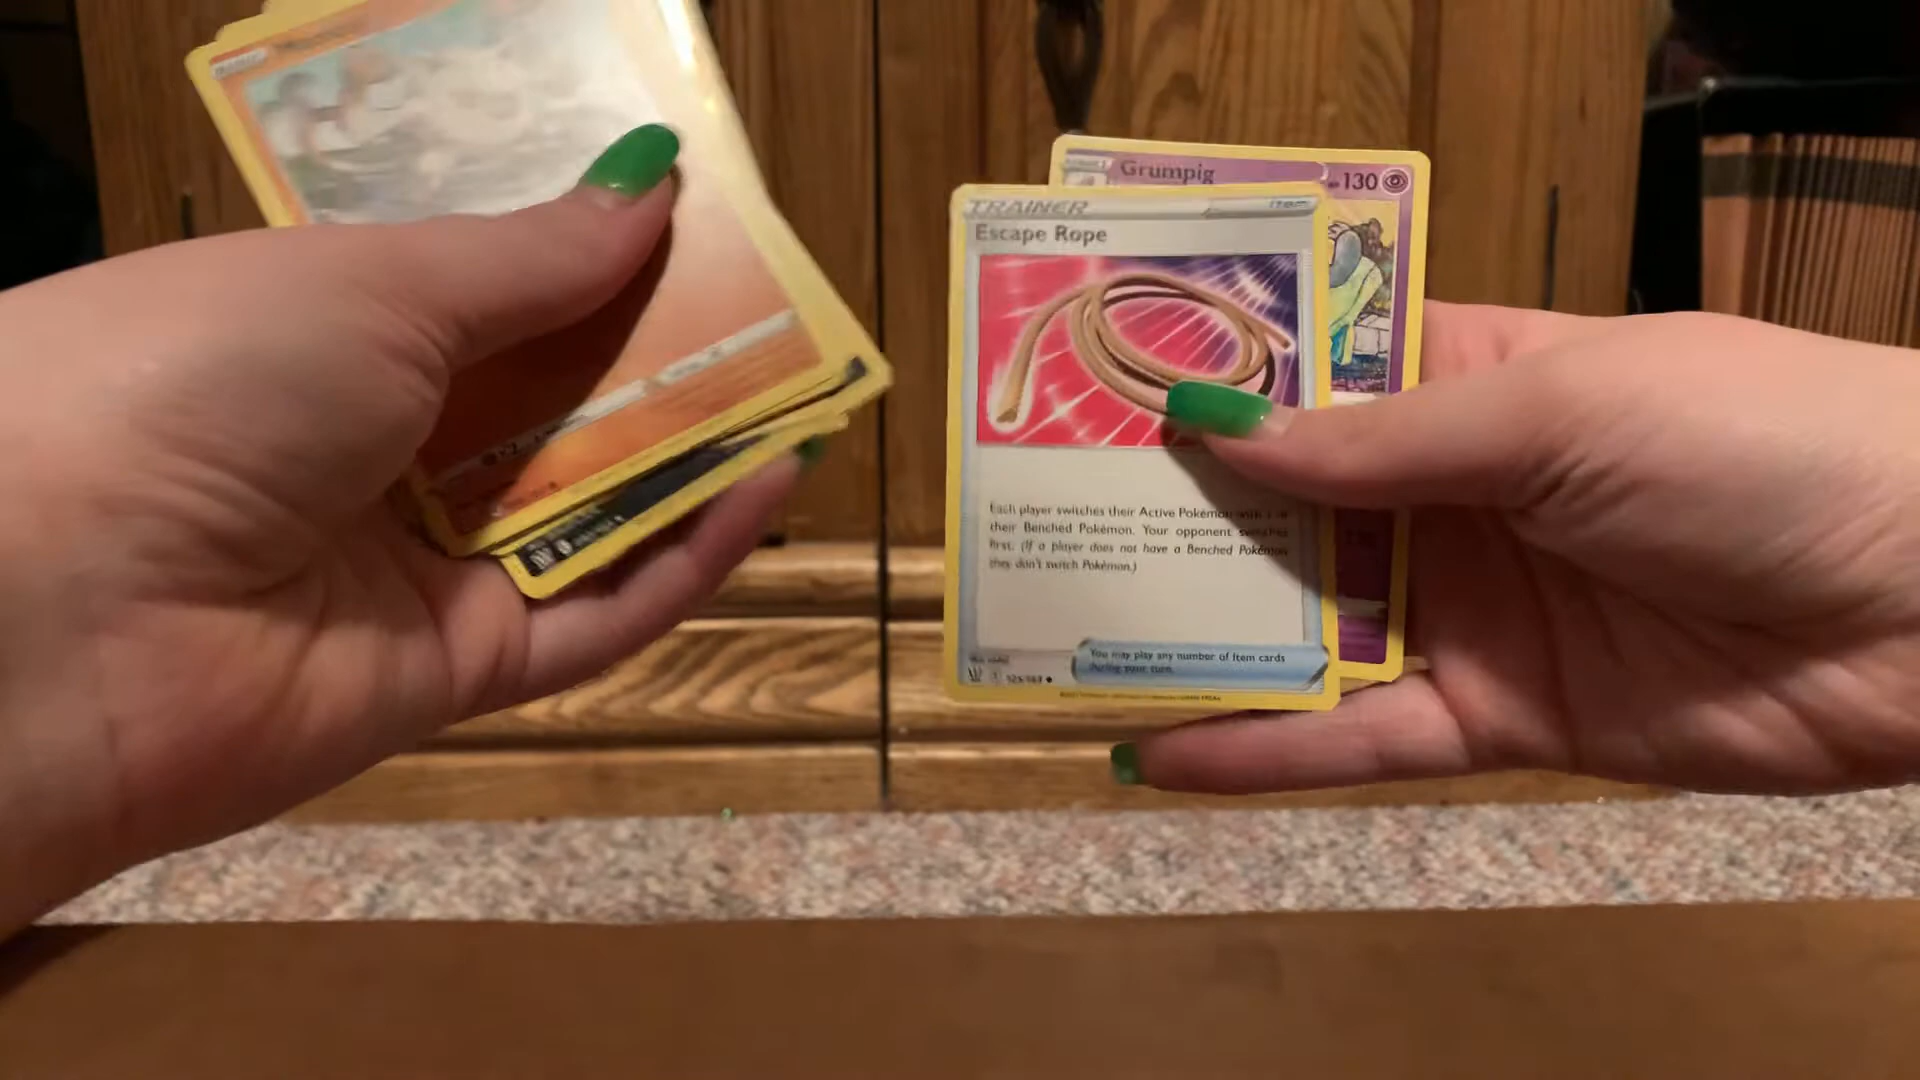 Grumpig
130
TRAINER
Item
Escape Rope
Each player switches their Active Pokémon with 1 of
their Benched Pokémon. Your opponent switches
first. (If a player does not have a Benched Pokémon
they don't switch Pokémon.)
You may play any number of Item cards
during your turn.
125/163